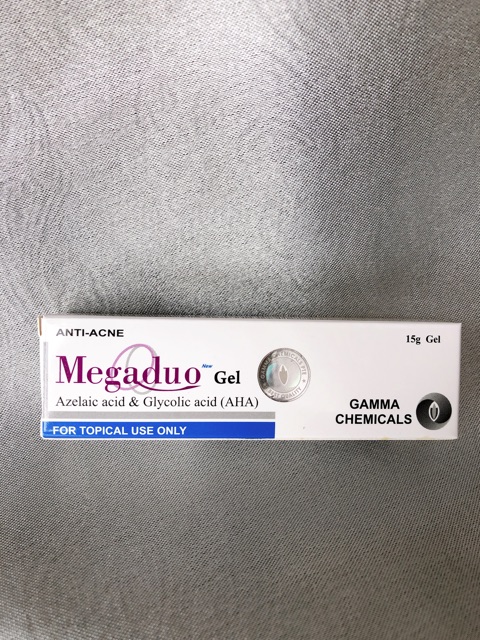 ANTI-ACNE
15g Gel
Megaduo New Gel
Azelaic acid & Glycolic acid (AHA)
FOR TOPICAL USE ONLY
GAMMA
CHEMICALS